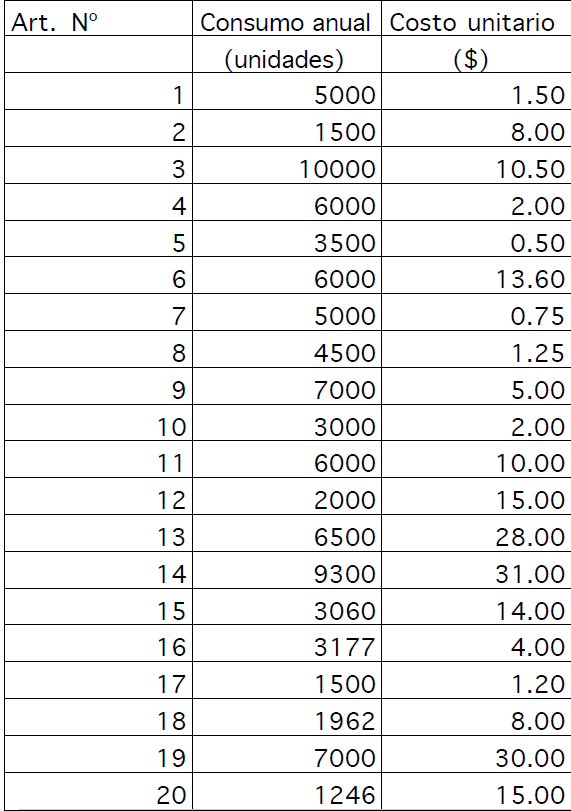 Art. Nº Consumo anual Costo unitario
(unidades) ($)
1 5000 1.50
2 1500 8.00
3 10000 10.50
4 6000 2.00
5 3500 0.50
6 6000 13.60
7 5000 0.75
8 4500 1.25
9 7000 5.00
10 3000 2.00
11 6000 10.00
12 2000 15.00
13 6500 28.00
14 9300 31.00
15 3060 14.00
16 3177 4.00
17 1500 1.20
18 1962 8.00
19 7000 30.00
20 1246 15.00